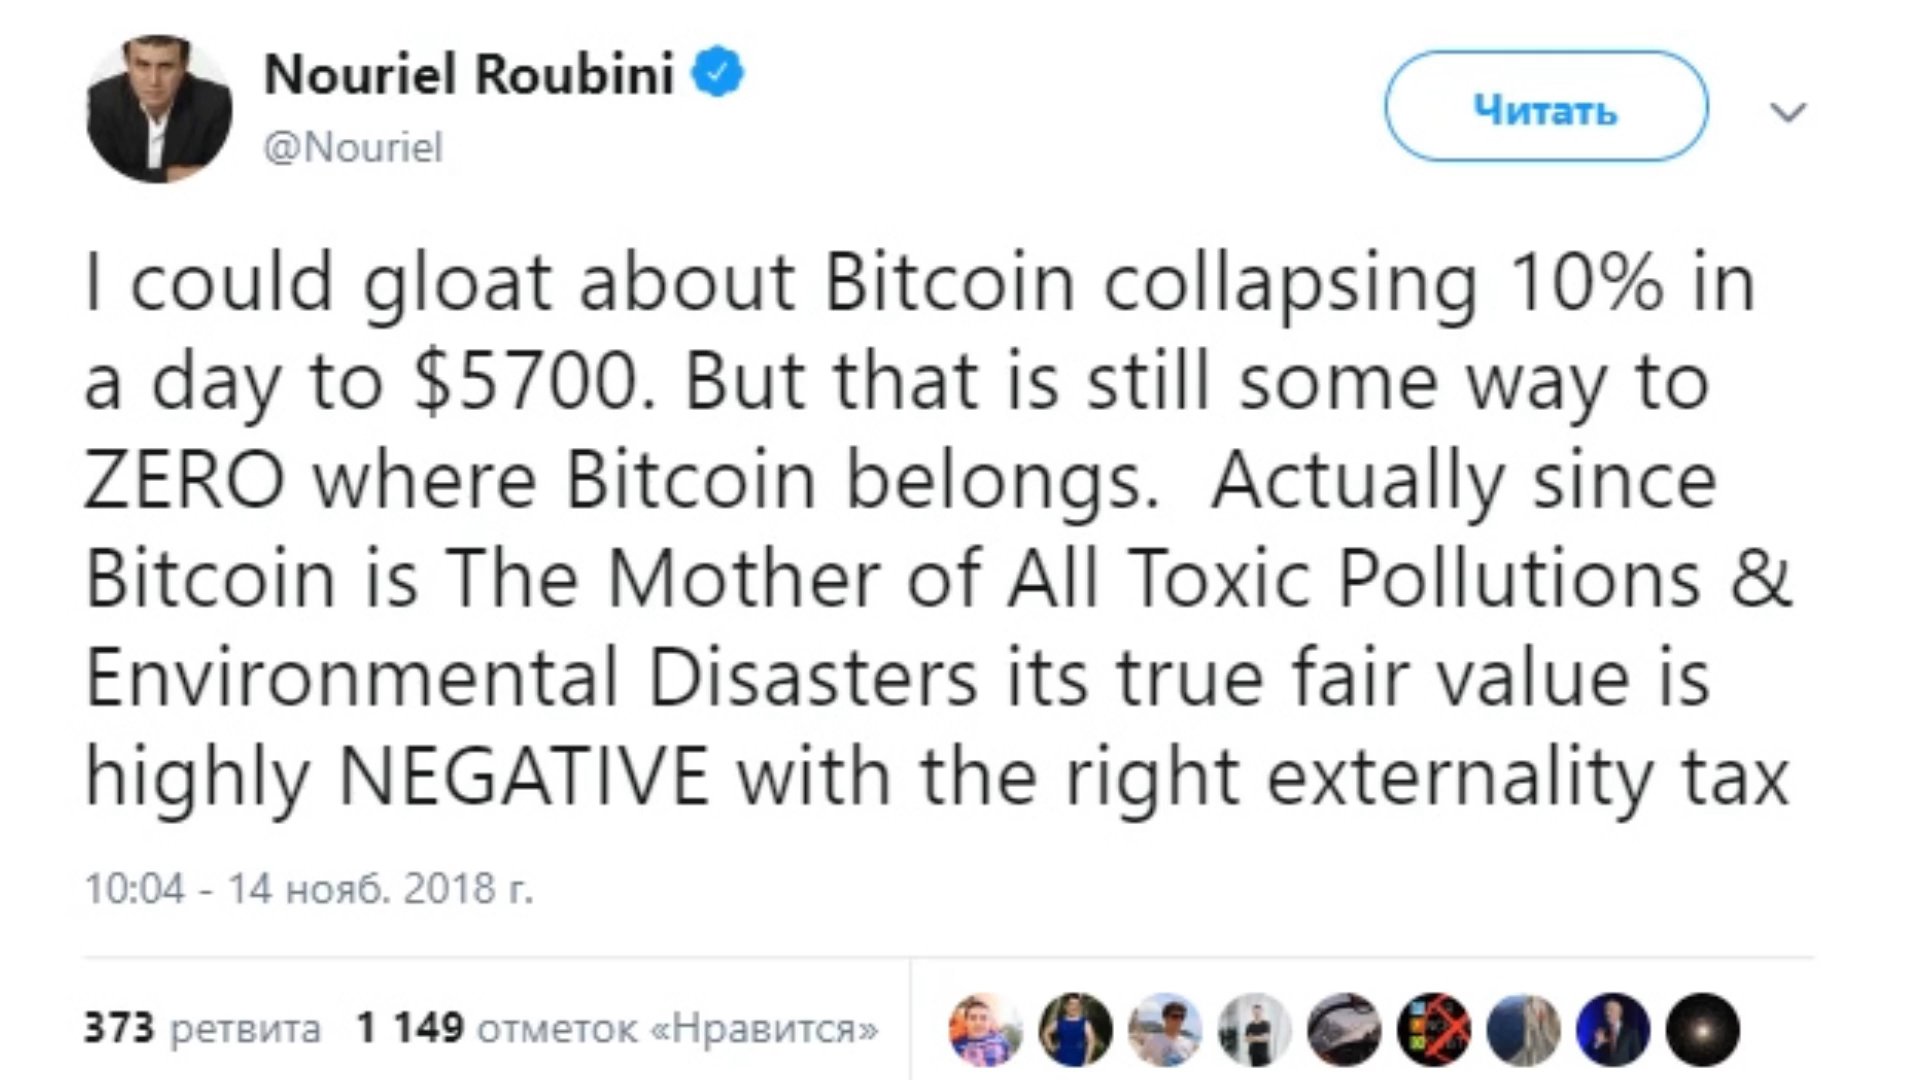 Nouriel Roubini
@Nouriel
Читать
I could gloat about Bitcoin collapsing 10% in
a day to $5700. But that is still some way to
ZERO where Bitcoin belongs.  Actually since
Bitcoin is The Mother of All Toxic Pollutions &
Environmental Disasters its true fair value is
highly NEGATIVE with the right externality tax
10:04 - 14 нояб. 2018 г.
373 ретвита 1 149 отметок «Нравится»